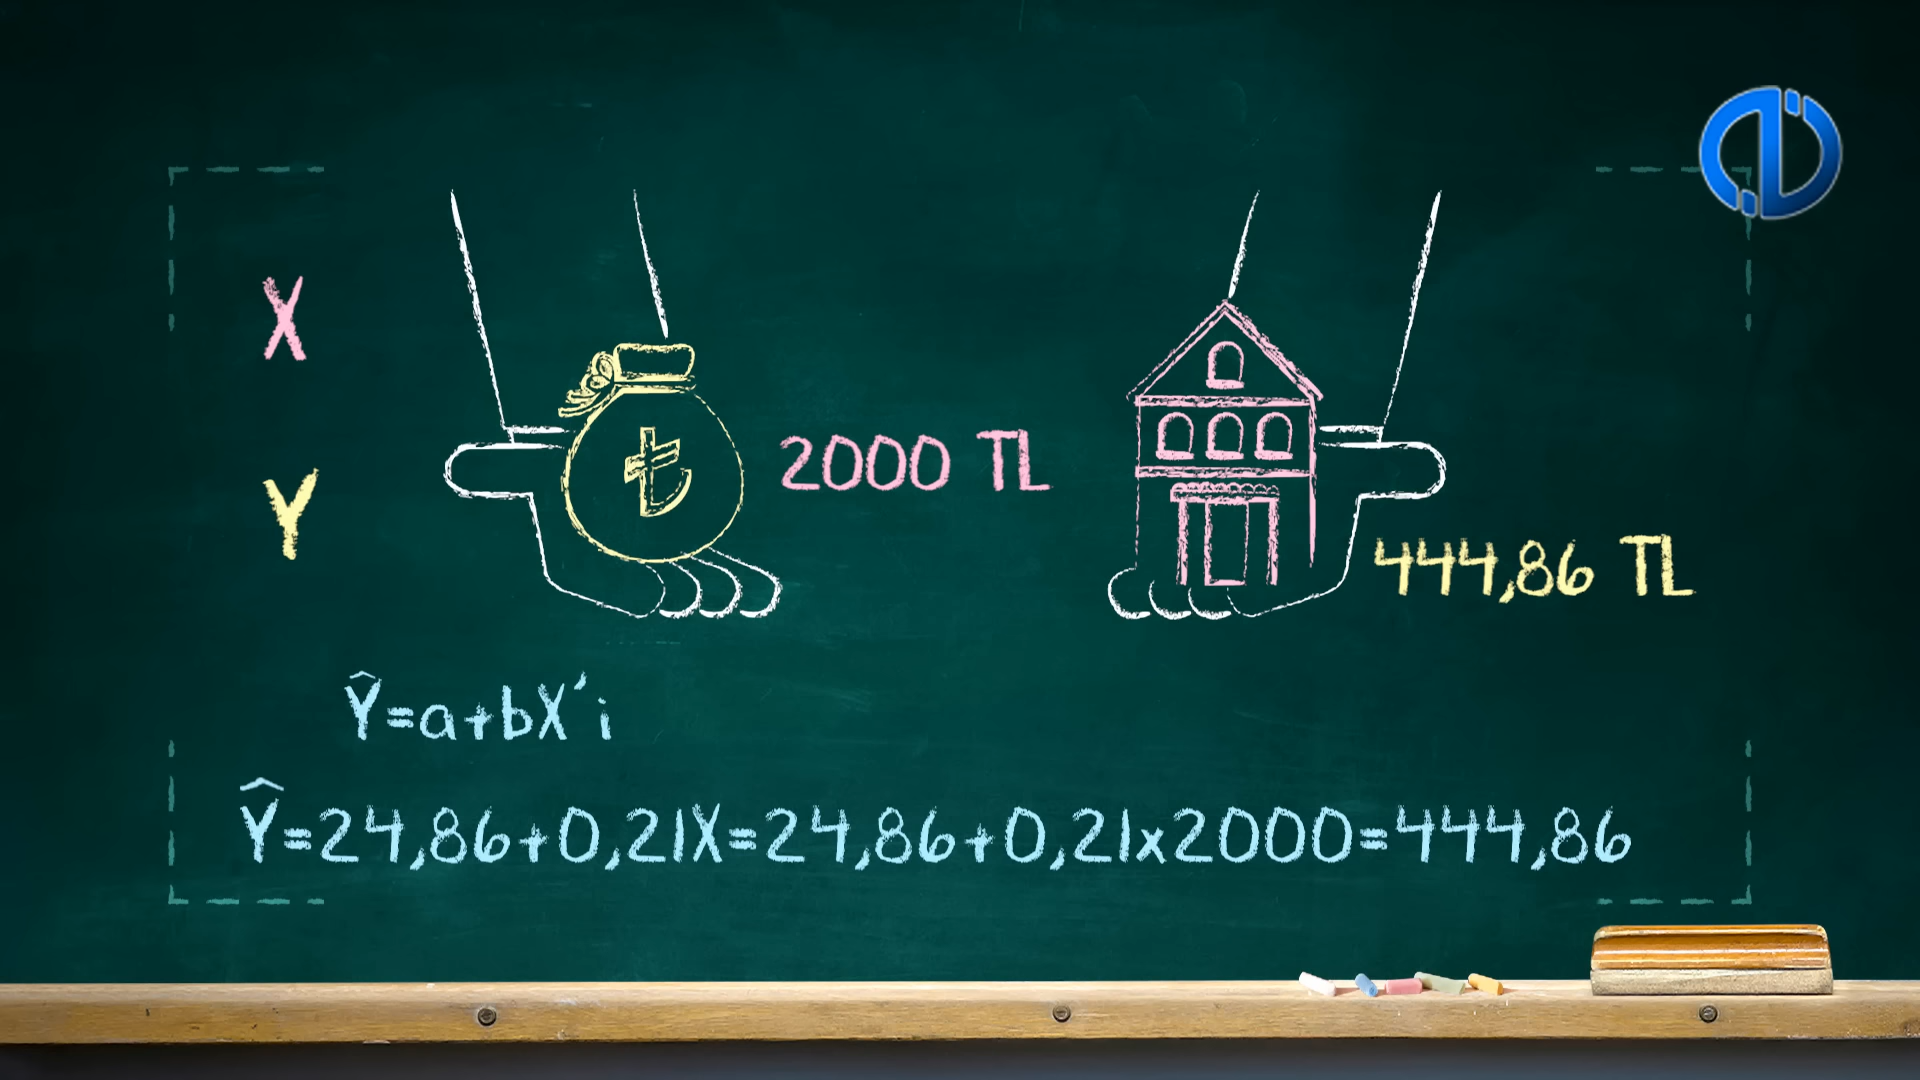 X
Y
₺
2000 TL
444,86 TL
Ŷ=a+bX'i
Ŷ=24,86+0,21X=24,86+0,21x2000=444,86